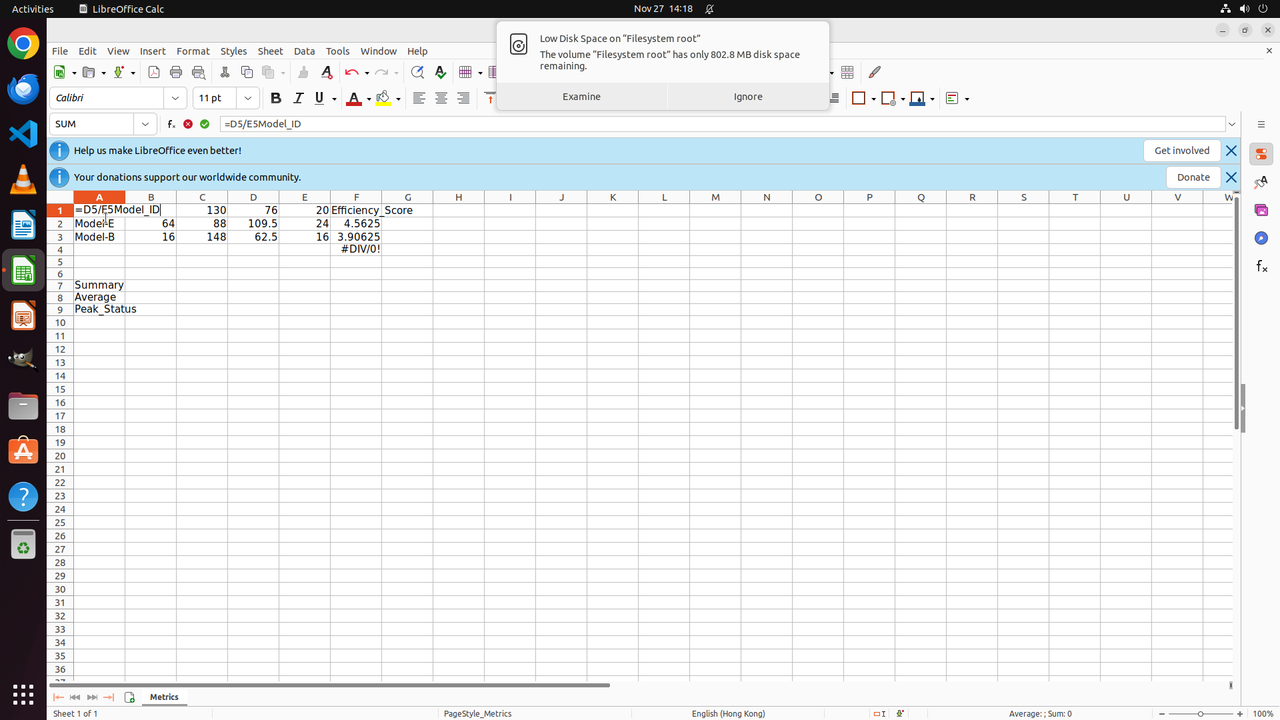 Activities
LibreOffice Calc
Nov 27 14:18
Low Disk Space on “Filesystem root”
The volume “Filesystem root” has only 802.8 MB disk space
remaining.
Examine
Ignore
File Edit View Insert Format Styles Sheet Data Tools Window Help
Calibri
11 pt
SUM
=D5/E5Model_ID
Help us make LibreOffice even better!
Get involved
Your donations support our worldwide community.
Donate
A B C D E F G H I J K L M N O P Q R S T U V W
1 =D5/E5Model_ID 130 76 20 Efficiency_Score
2 Model-E 64 88 109.5 24 4.5625
3 Model-B 16 148 62.5 16 3.90625
4 #DIV/0!
5
6
7 Summary
8 Average
9 Peak_Status
10
11
12
13
14
15
16
17
18
19
20
21
22
23
24
25
26
27
28
29
30
31
32
33
34
35
36
Metrics
Sheet 1 of 1
PageStyle_Metrics
English (Hong Kong)
Average: ; Sum: 0
100%